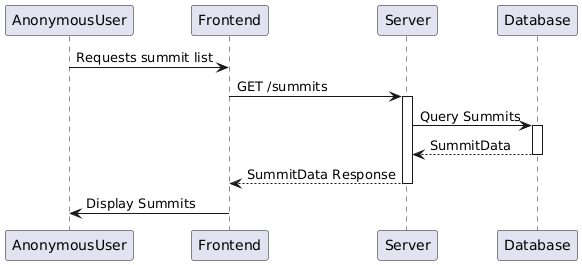 AnonymousUser Frontend Server Database
Requests summit list
GET /summits
Query Summits
SummitData
SummitData Response
Display Summits
AnonymousUser Frontend Server Database